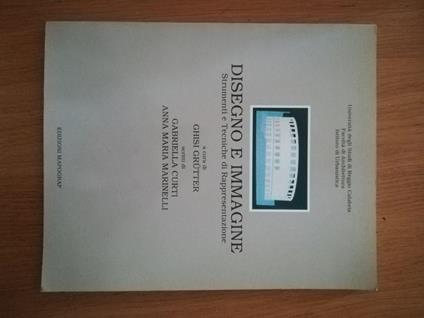 Università degli Studi di Reggio Calabria
Facoltà di Architettura
Istituto di Urbanistica
DISEGNO E IMMAGINE
Strumenti e Tecniche di Rappresentazione
a cura di
GHISI GRÜTTER
scritti di
GABRIELLA CURTI
ANNA MARIA MARINELLI
EDIZIONI MAPOGRAF